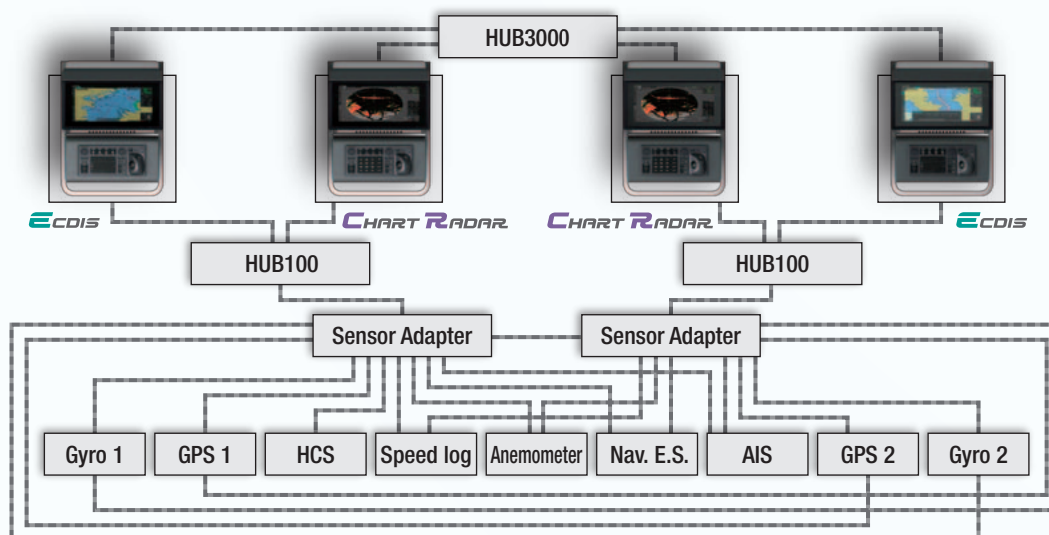 HUB3000
ECDIS
CHART RADAR
CHART RADAR
ECDIS
HUB100
HUB100
Sensor Adapter
Sensor Adapter
Gyro 1
GPS 1
HCS
Speed log
Anemometer
Nav. E.S.
AIS
GPS 2
Gyro 2